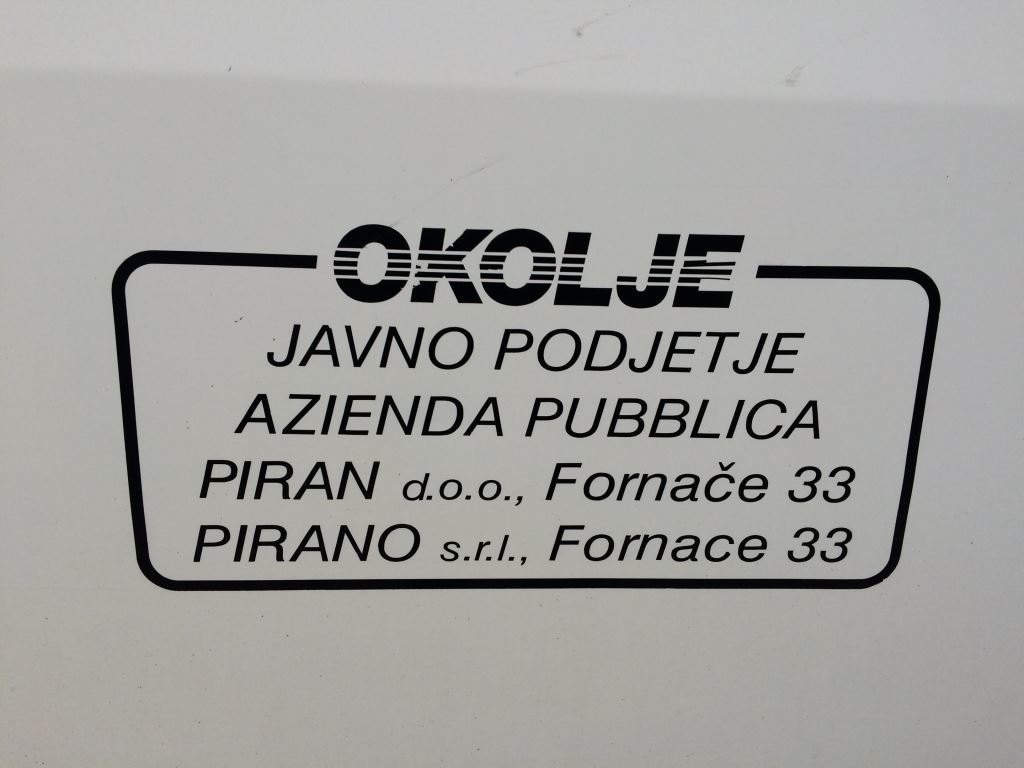 OKOLJE
JAVNO PODJETJE
AZIENDA PUBBLICA
PIRAN d.o.o., Fornače 33
PIRANO s.r.l., Fornace 33